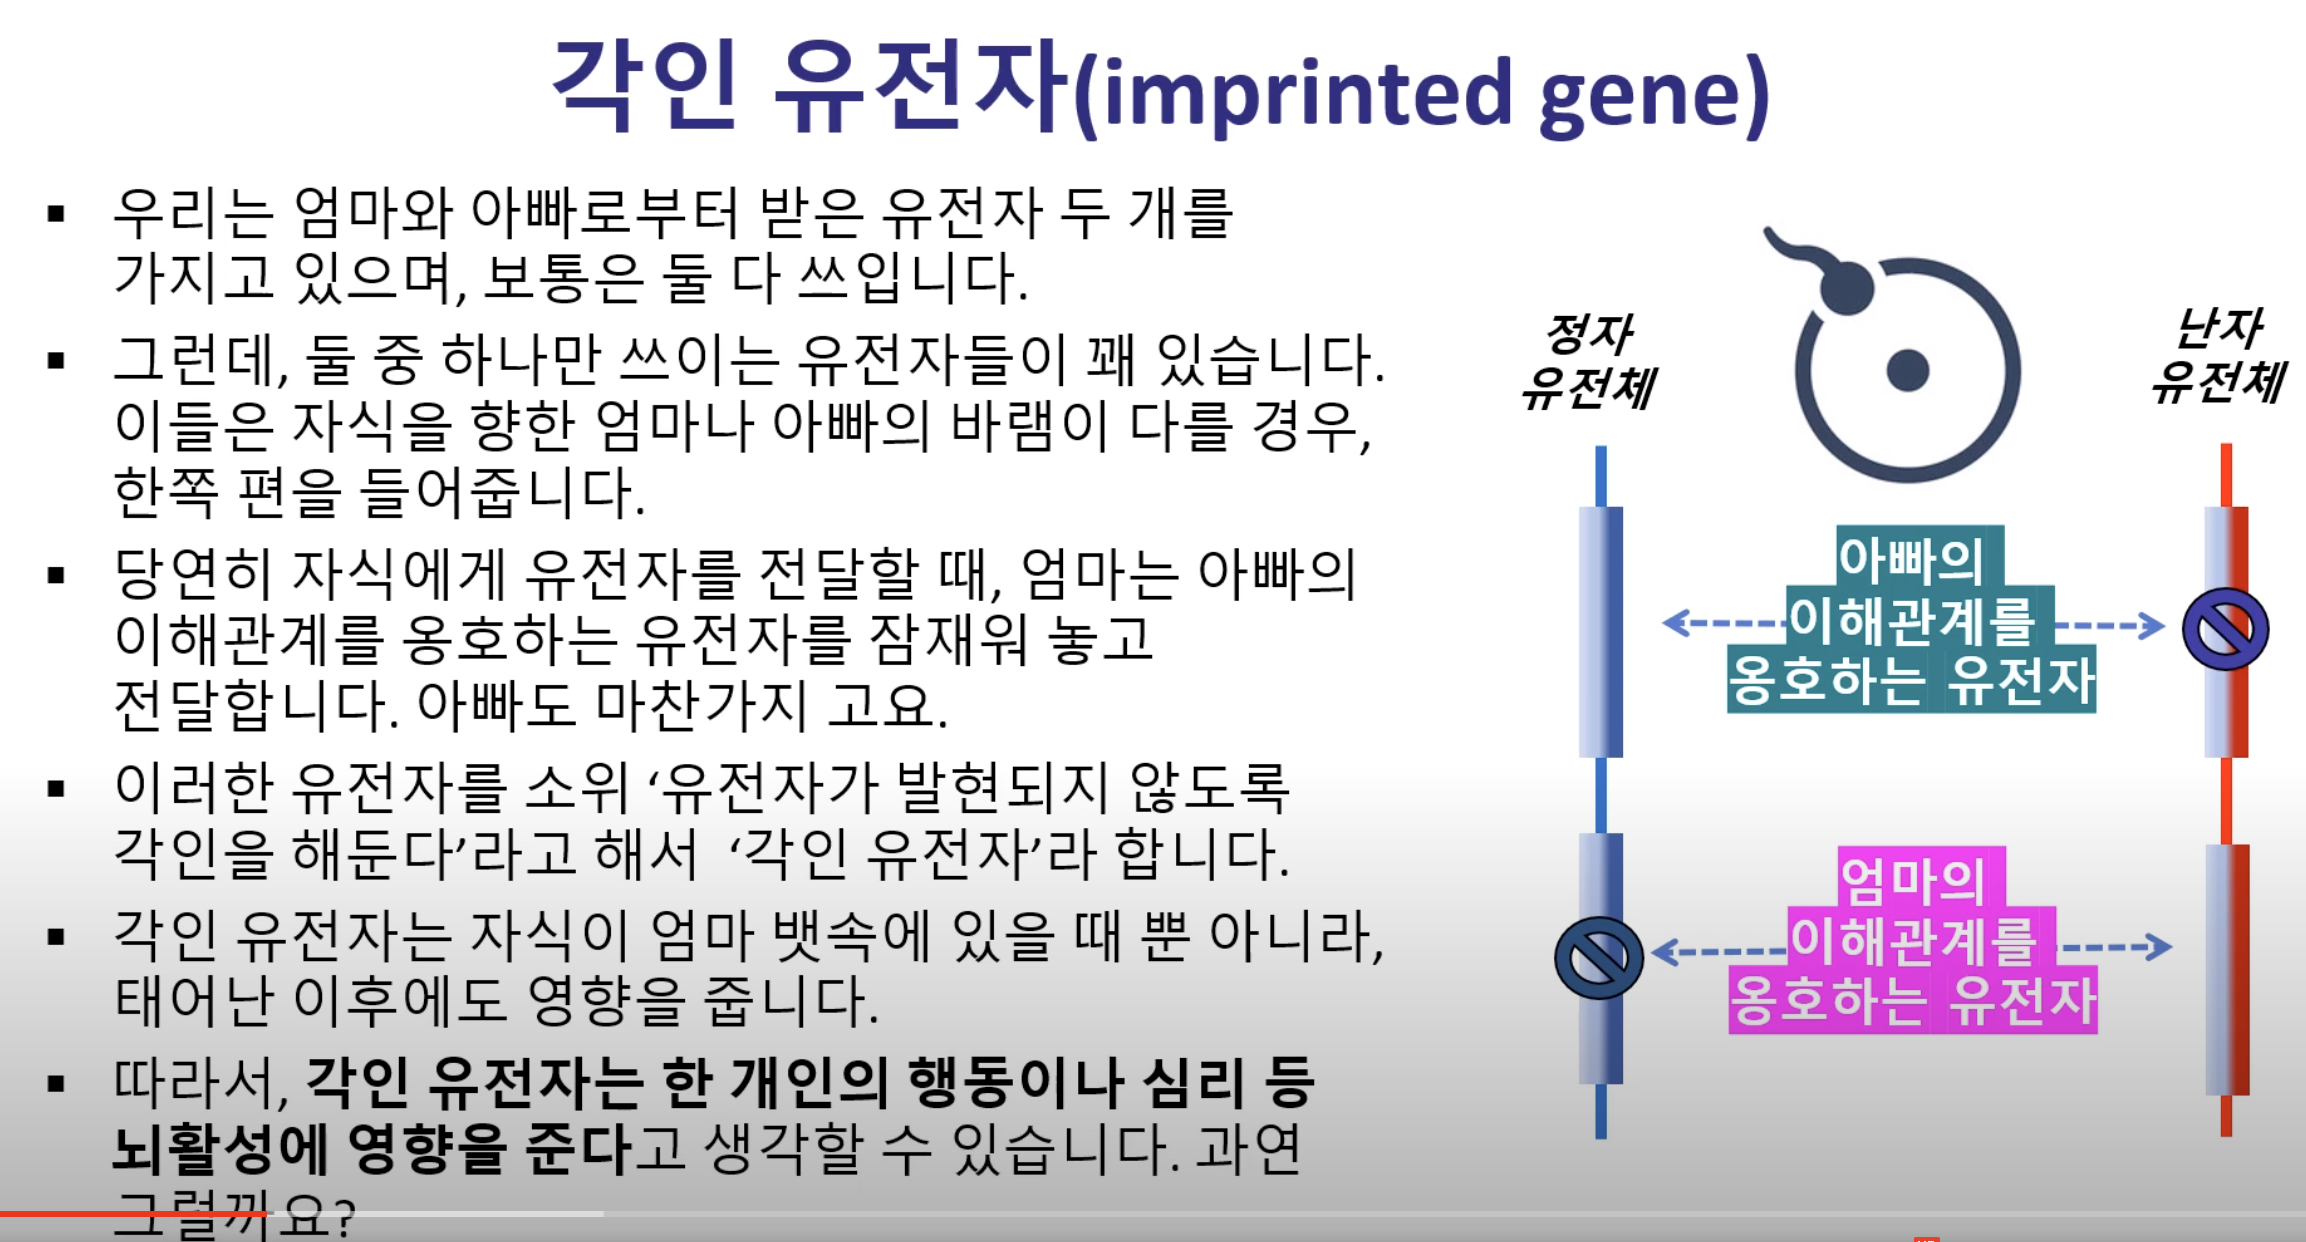 각인 유전자(imprinted gene)
▪ 우리는 엄마와 아빠로부터 받은 유전자 두 개를
가지고 있으며, 보통은 둘 다 쓰입니다.
▪ 그런데, 둘 중 하나만 쓰이는 유전자들이 꽤 있습니다.
이들은 자식을 향한 엄마나 아빠의 바램이 다를 경우,
한쪽 편을 들어줍니다.
▪ 당연히 자식에게 유전자를 전달할 때, 엄마는 아빠의
이해관계를 옹호하는 유전자를 잠재워 놓고
전달합니다. 아빠도 마찬가지 고요.
▪ 이러한 유전자를 소위 ‘유전자가 발현되지 않도록
각인을 해둔다’라고 해서 ‘각인 유전자’라 합니다.
▪ 각인 유전자는 자식이 엄마 뱃속에 있을 때 뿐 아니라,
태어난 이후에도 영향을 줍니다.
▪ 따라서, 각인 유전자는 한 개인의 행동이나 심리 등
뇌활성에 영향을 준다고 생각할 수 있습니다. 과연
그럴까요?
정자
유전체
난자
유전체
아빠의
이해관계를
옹호하는 유전자
엄마의
이해관계를
옹호하는 유전자